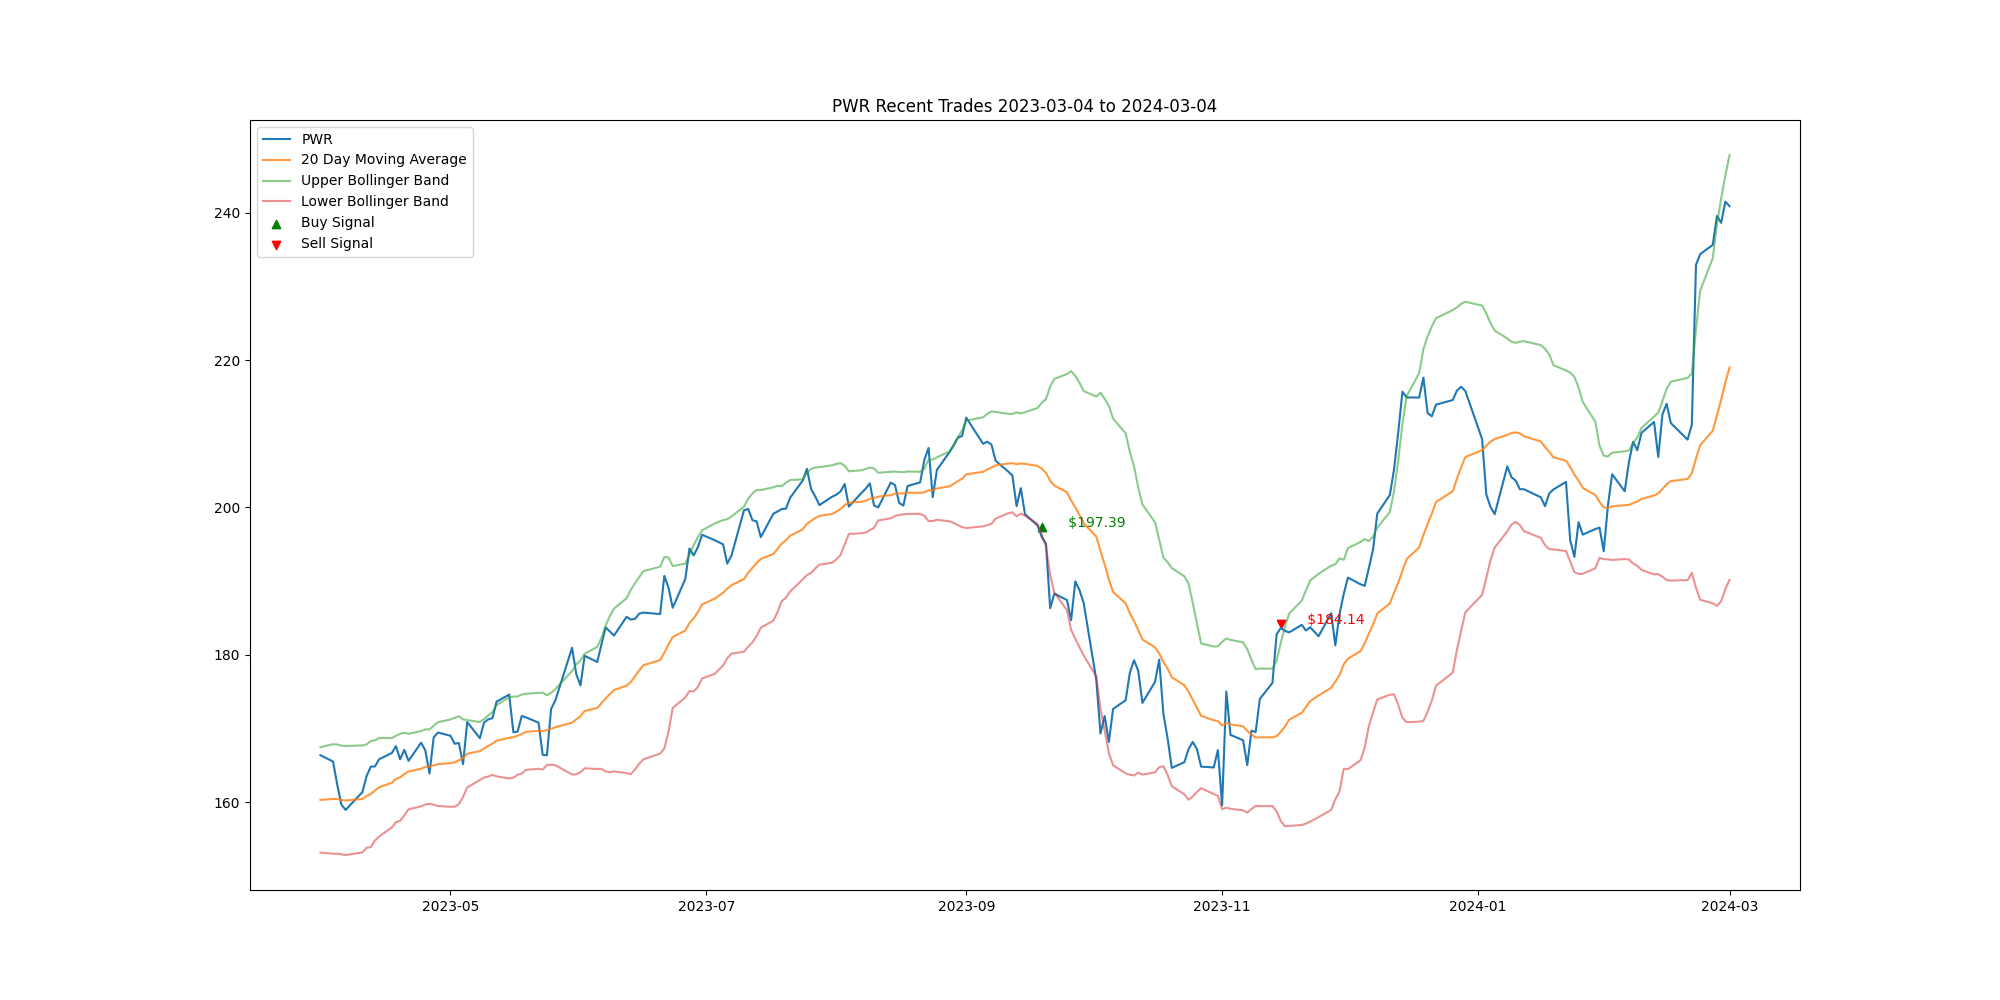 PWR Recent Trades 2023-03-04 to 2024-03-04
PWR
20 Day Moving Average
Upper Bollinger Band
Lower Bollinger Band
Buy Signal
Sell Signal
240
220
200
180
160
$197.39
$184.14
2023-05
2023-07
2023-09
2023-11
2024-01
2024-03